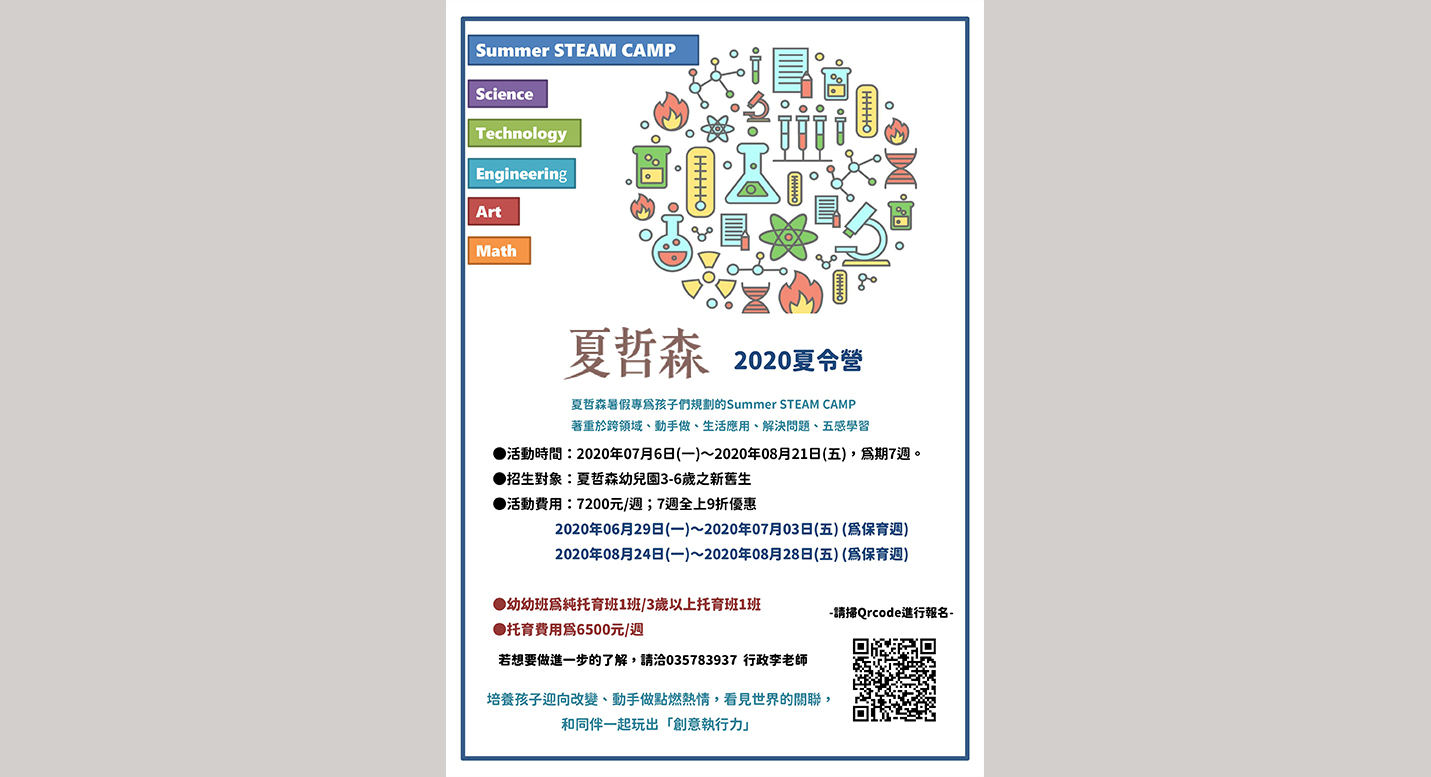 Summer STEAM CAMP
Science
Technology
Engineering
Art
Math
夏哲森 2020夏令營
夏哲森暑假專為孩子們規劃的Summer STEAM CAMP
著重於跨領域、動手做、生活應用、解決問題、五感學習
●活動時間：2020年07月6日(一)～2020年08月21日(五)，為期7週。
●招生對象：夏哲森幼兒園3-6歲之新舊生
●活動費用：7200元/週；7週全上9折優惠
2020年06月29日(一)～2020年07月03日(五) (為保育週)
2020年08月24日(一)～2020年08月28日(五) (為保育週)
●幼幼班為純托育班1班/3歲以上托育班1班
●托育費用為6500元/週
-請掃Qrcode進行報名-
若想要做進一步的了解，請洽035783937 行政李老師
培養孩子迎向改變、動手做點燃熱情，看見世界的關聯，
和同伴一起玩出「創意執行力」